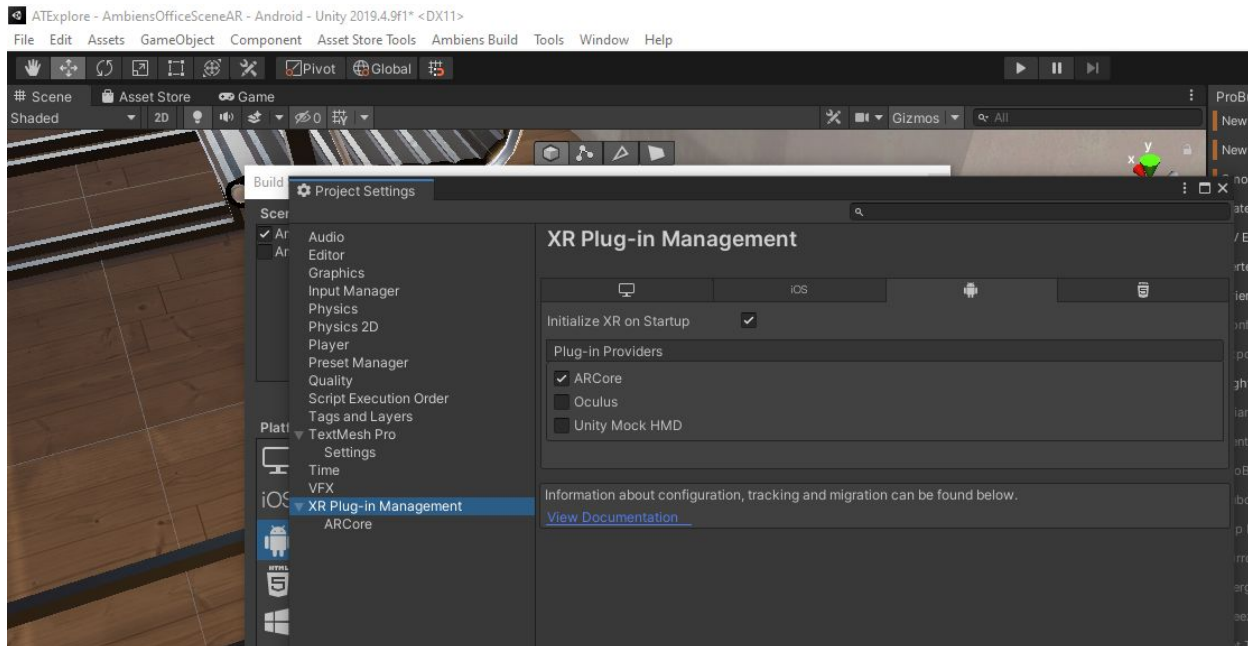 ATExplore - AmbiensOfficeSceneAR - Android - Unity 2019.4.9f1* <DX11>
File Edit Assets GameObject Component Asset Store Tools Ambiens Build Tools Window Help
Pivot Global
Scene Asset Store Game
Shaded 2D 0 Gizmos All
New
New
y
x
Build
Project Settings
XR Plug-in Management
Audio
Editor
Graphics
Input Manager
Physics
Physics 2D
Player
Preset Manager
Quality
Script Execution Order
Tags and Layers
TextMesh Pro
Settings
Time
VFX
XR Plug-in Management
ARCore
iOS
Initialize XR on Startup
Plug-in Providers
ARCore
Oculus
Unity Mock HMD
Information about configuration, tracking and migration can be found below.
View Documentation
HTML
5